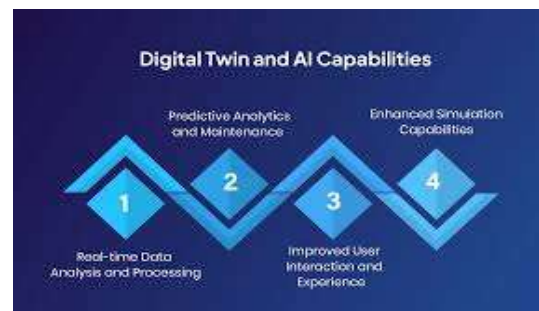 Digital Twin and AI Capabilities
1
Real-time Data
Analysis and Processing
2
Predictive Analytics
and Maintenance
3
Improved User
Interaction and
Experience
4
Enhanced Simulation
Capabilities